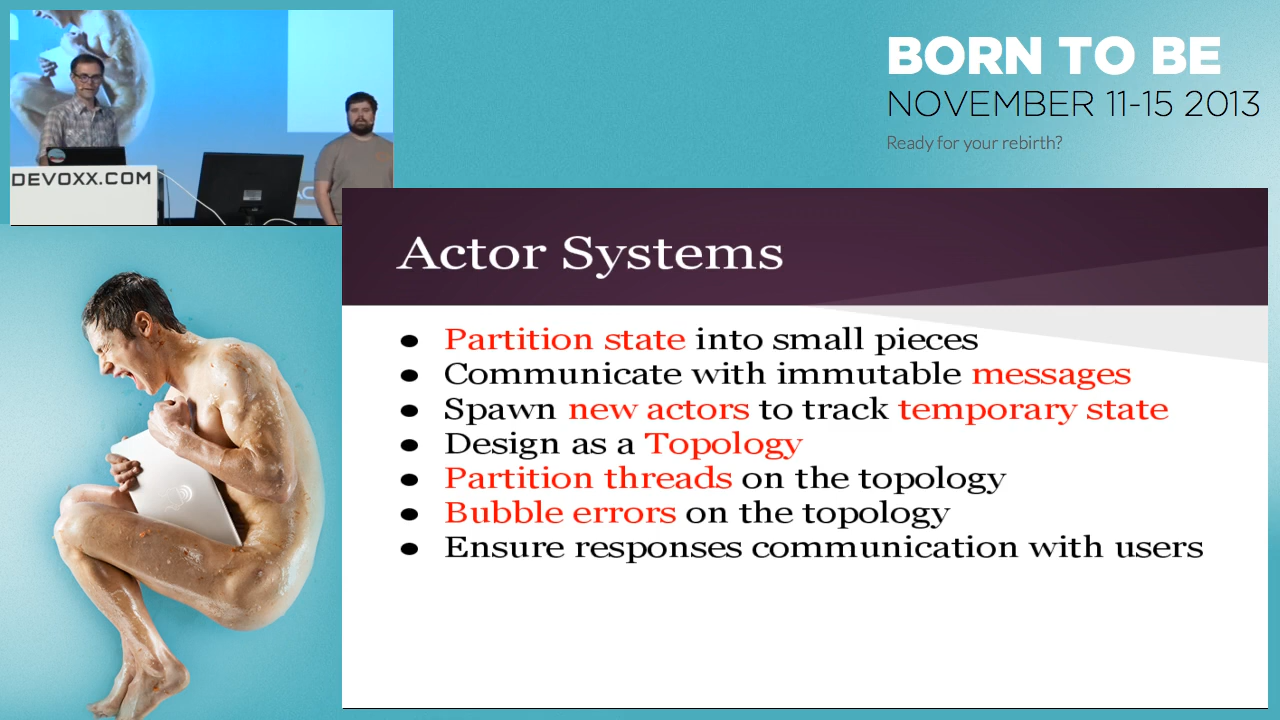 BORN TO BE
NOVEMBER 11-15 2013
Ready for your rebirth?
DEVOXX.COM
Actor Systems
● Partition state into small pieces
● Communicate with immutable messages
● Spawn new actors to track temporary state
● Design as a Topology
● Partition threads on the topology
● Bubble errors on the topology
● Ensure responses communication with users